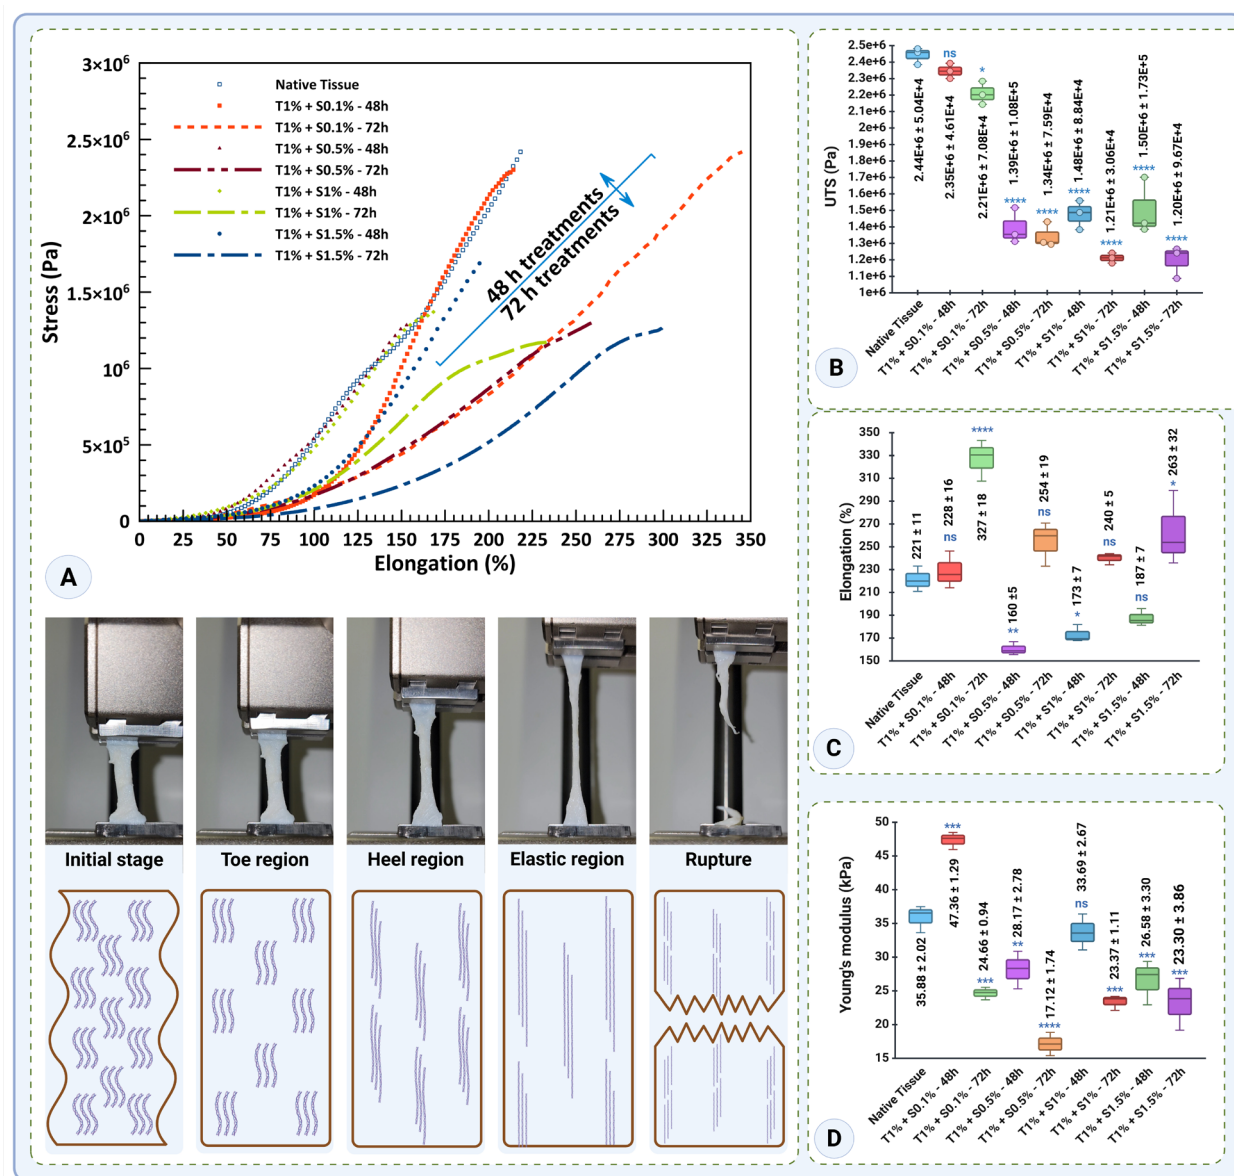 3×10⁶
2.5×10⁶
2×10⁶
1.5×10⁶
10⁶
5×10⁵
0
Stress (Pa)
Native Tissue
T1% + S0.1% - 48h
T1% + S0.1% - 72h
T1% + S0.5% - 48h
T1% + S0.5% - 72h
T1% + S1% - 48h
T1% + S1% - 72h
T1% + S1.5% - 48h
T1% + S1.5% - 72h
48 h treatments
72 h treatments
0 25 50 75 100 125 150 175 200 225 250 275 300 325 350
Elongation (%)
A
Initial stage
Toe region
Heel region
Elastic region
Rupture
2.5e+6
2.4e+6
2.3e+6
2.2e+6
2.1e+6
2e+6
1.9e+6
1.8e+6
1.7e+6
1.6e+6
1.5e+6
1.4e+6
1.3e+6
1.2e+6
1.1e+6
1e+6
UTS (Pa)
2.44E+6 ± 5.04E+4
ns
2.35E+6 ± 4.61E+4
*
2.21E+6 ± 7.08E+4
1.39E+6 ± 1.08E+5
****
1.34E+6 ± 7.59E+4
****
1.48E+6 ± 8.84E+4
****
1.21E+6 ± 3.06E+4
****
1.50E+6 ± 1.73E+5
****
1.20E+6 ± 9.67E+4
****
Native Tissue
T1% + S0.1% - 48h
T1% + S0.1% - 72h
T1% + S0.5% - 48h
T1% + S0.5% - 72h
T1% + S1% - 48h
T1% + S1% - 72h
T1% + S1.5% - 48h
T1% + S1.5% - 72h
B
350
330
310
290
270
250
230
210
190
170
150
Elongation (%)
221 ± 11
228 ± 16
ns
****
327 ± 18
160 ±5
**
254 ± 19
ns
173 ± 7
*
240 ± 5
ns
187 ± 7
ns
263 ± 32
*
Native Tissue
T1% + S0.1% - 48h
T1% + S0.1% - 72h
T1% + S0.5% - 48h
T1% + S0.5% - 72h
T1% + S1% - 48h
T1% + S1% - 72h
T1% + S1.5% - 48h
T1% + S1.5% - 72h
C
50
45
40
35
30
25
20
15
Young's modulus (kPa)
35.88 ± 2.02
***
47.36 ± 1.29
24.66 ± 0.94
***
28.17 ± 2.78
**
17.12 ± 1.74
****
33.69 ± 2.67
ns
23.37 ± 1.11
***
26.58 ± 3.30
***
23.30 ± 3.86
***
Native Tissue
T1% + S0.1% - 48h
T1% + S0.1% - 72h
T1% + S0.5% - 48h
T1% + S0.5% - 72h
T1% + S1% - 48h
T1% + S1% - 72h
T1% + S1.5% - 48h
T1% + S1.5% - 72h
D